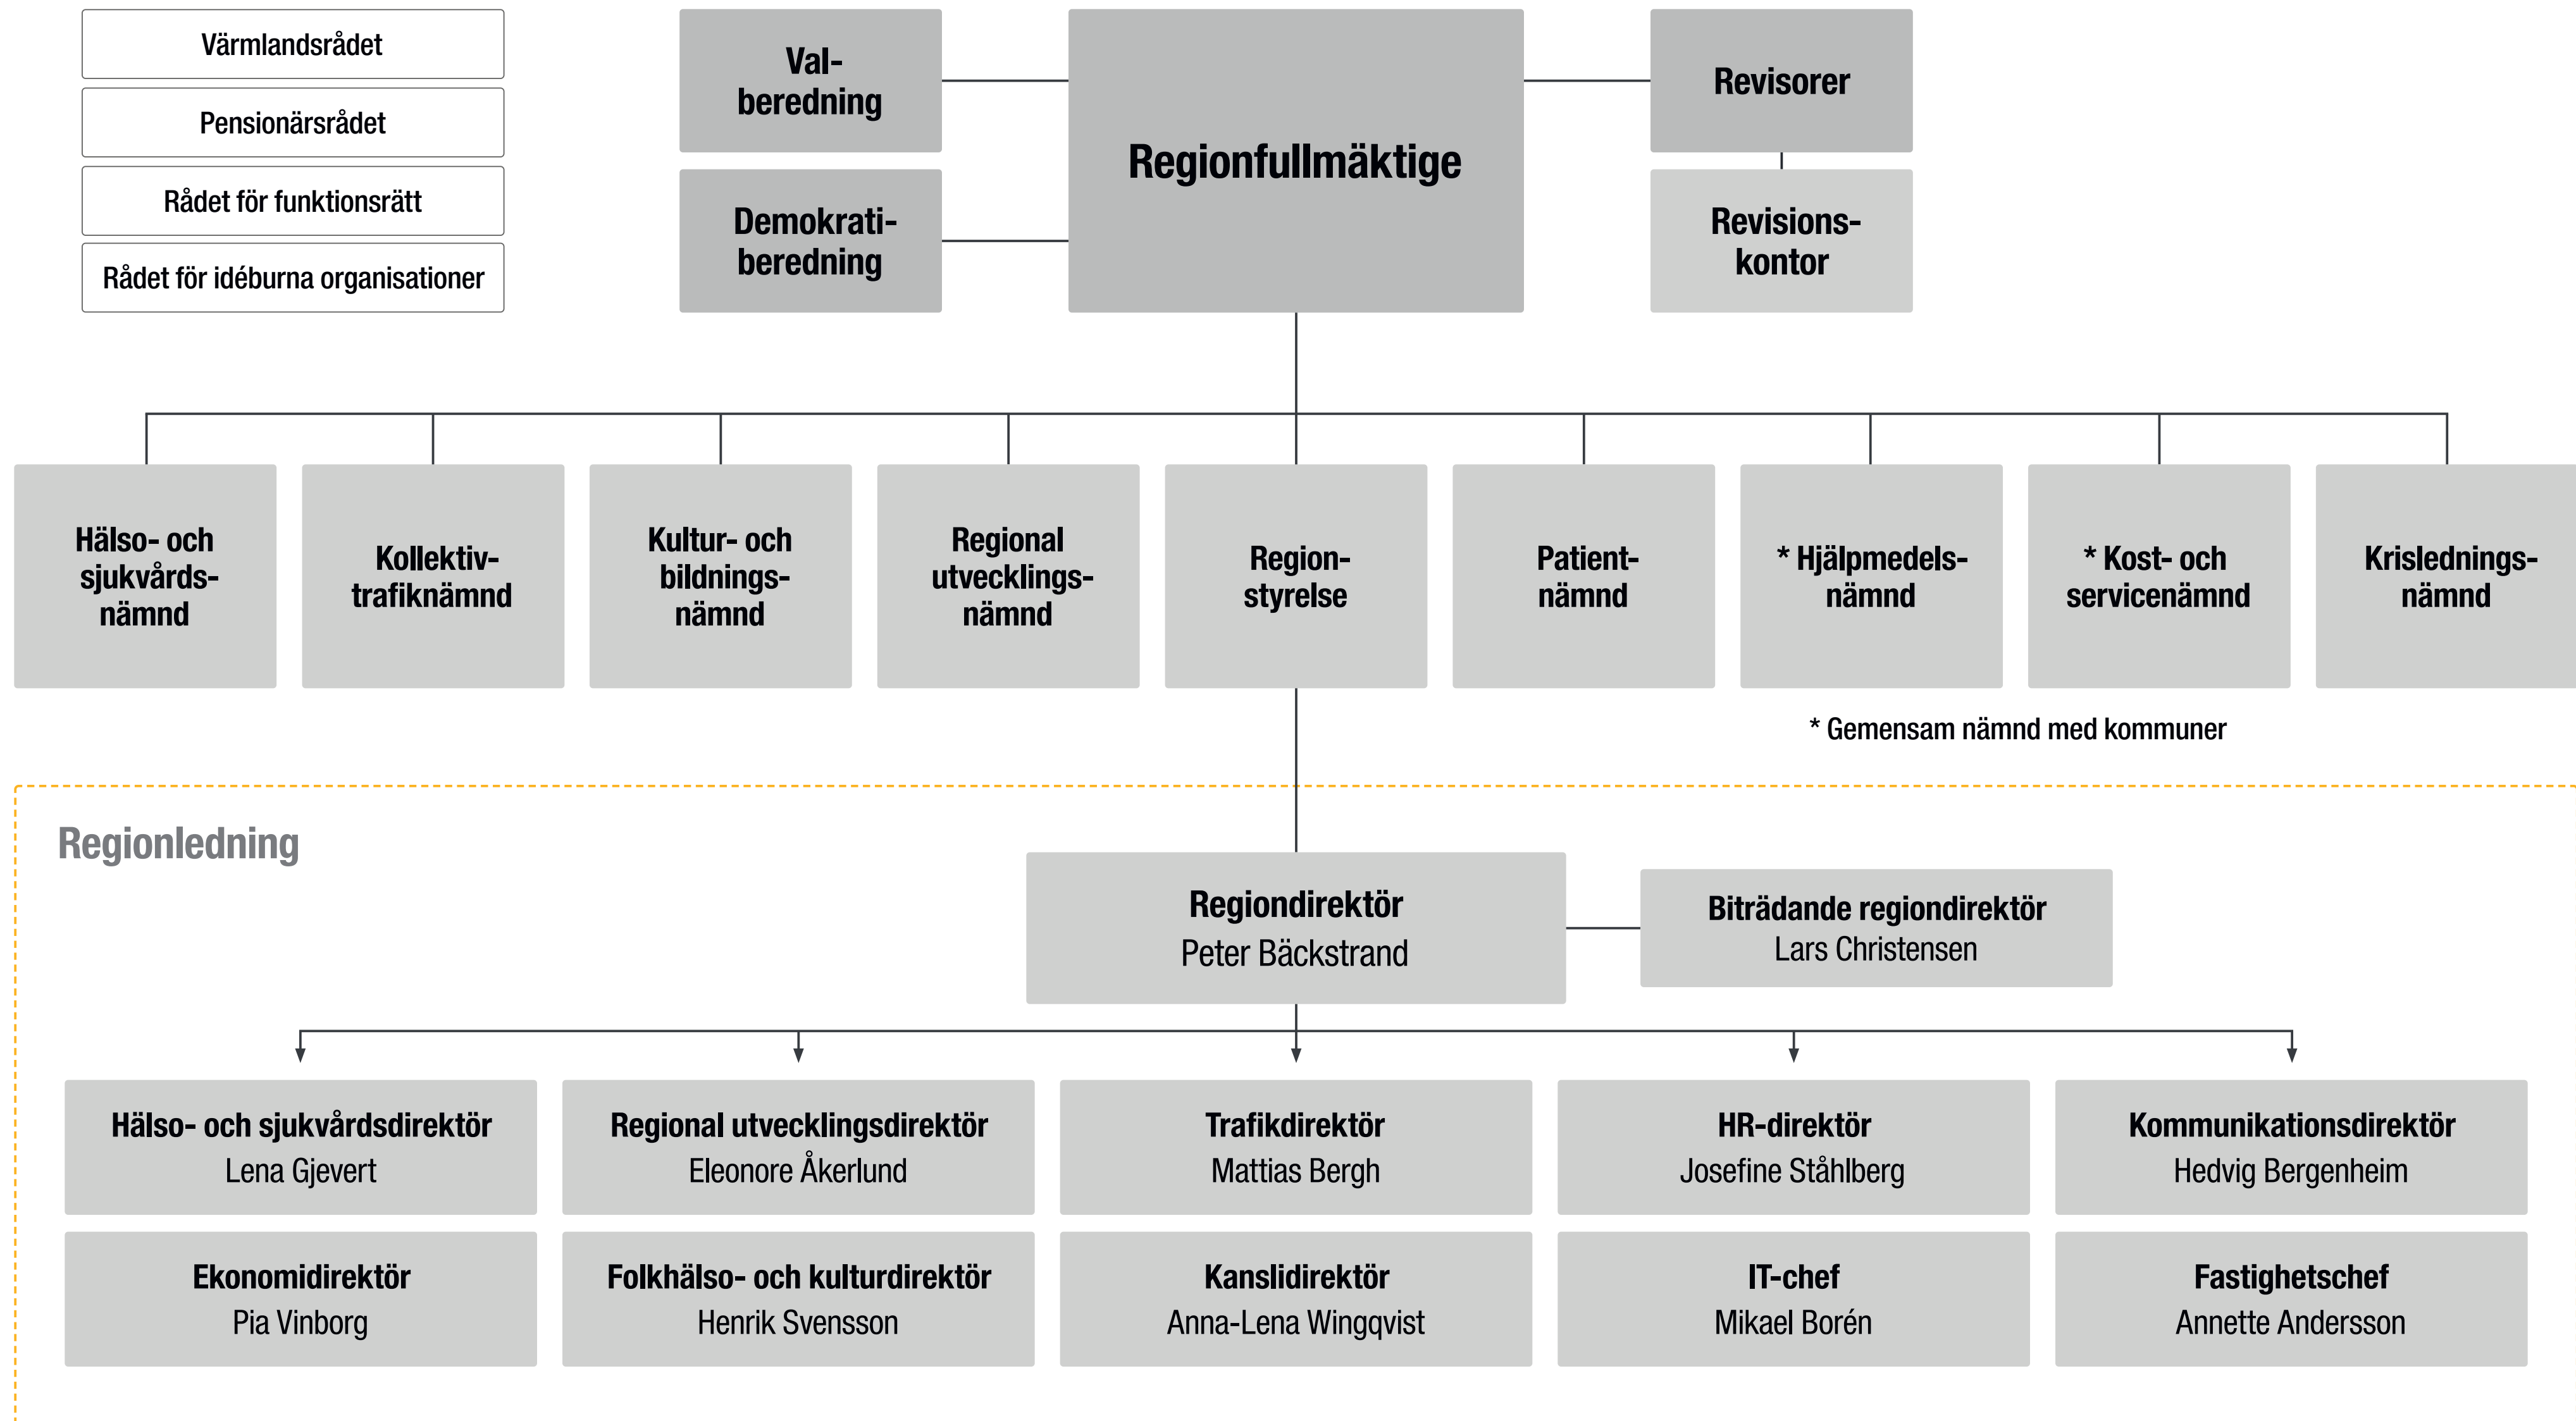 Värmlandsrådet
Pensionärsrådet
Rådet för funktionsrätt
Rådet för idéburna organisationer
Val-
beredning
Demokrati-
beredning
Regionfullmäktige
Revisorer
Revisions-
kontor
Hälso- och
sjukvårds-
nämnd
Kollektiv-
trafiknämnd
Kultur- och
bildnings-
nämnd
Regional
utvecklings-
nämnd
Region-
styrelse
Patient-
nämnd
* Hjälpmedels-
nämnd
* Kost- och
servicenämnd
Krislednings-
nämnd
* Gemensam nämnd med kommuner
Regionledning
Regiondirektör
Peter Bäckstrand
Biträdande regiondirektör
Lars Christensen
Hälso- och sjukvårdsdirektör
Lena Gjevert
Regional utvecklingsdirektör
Eleonore Åkerlund
Trafikdirektör
Mattias Bergh
HR-direktör
Josefine Ståhlberg
Kommunikationsdirektör
Hedvig Bergenheim
Ekonomidirektör
Pia Vinborg
Folkhälso- och kulturdirektör
Henrik Svensson
Kanslidirektör
Anna-Lena Wingqvist
IT-chef
Mikael Borén
Fastighetschef
Annette Andersson